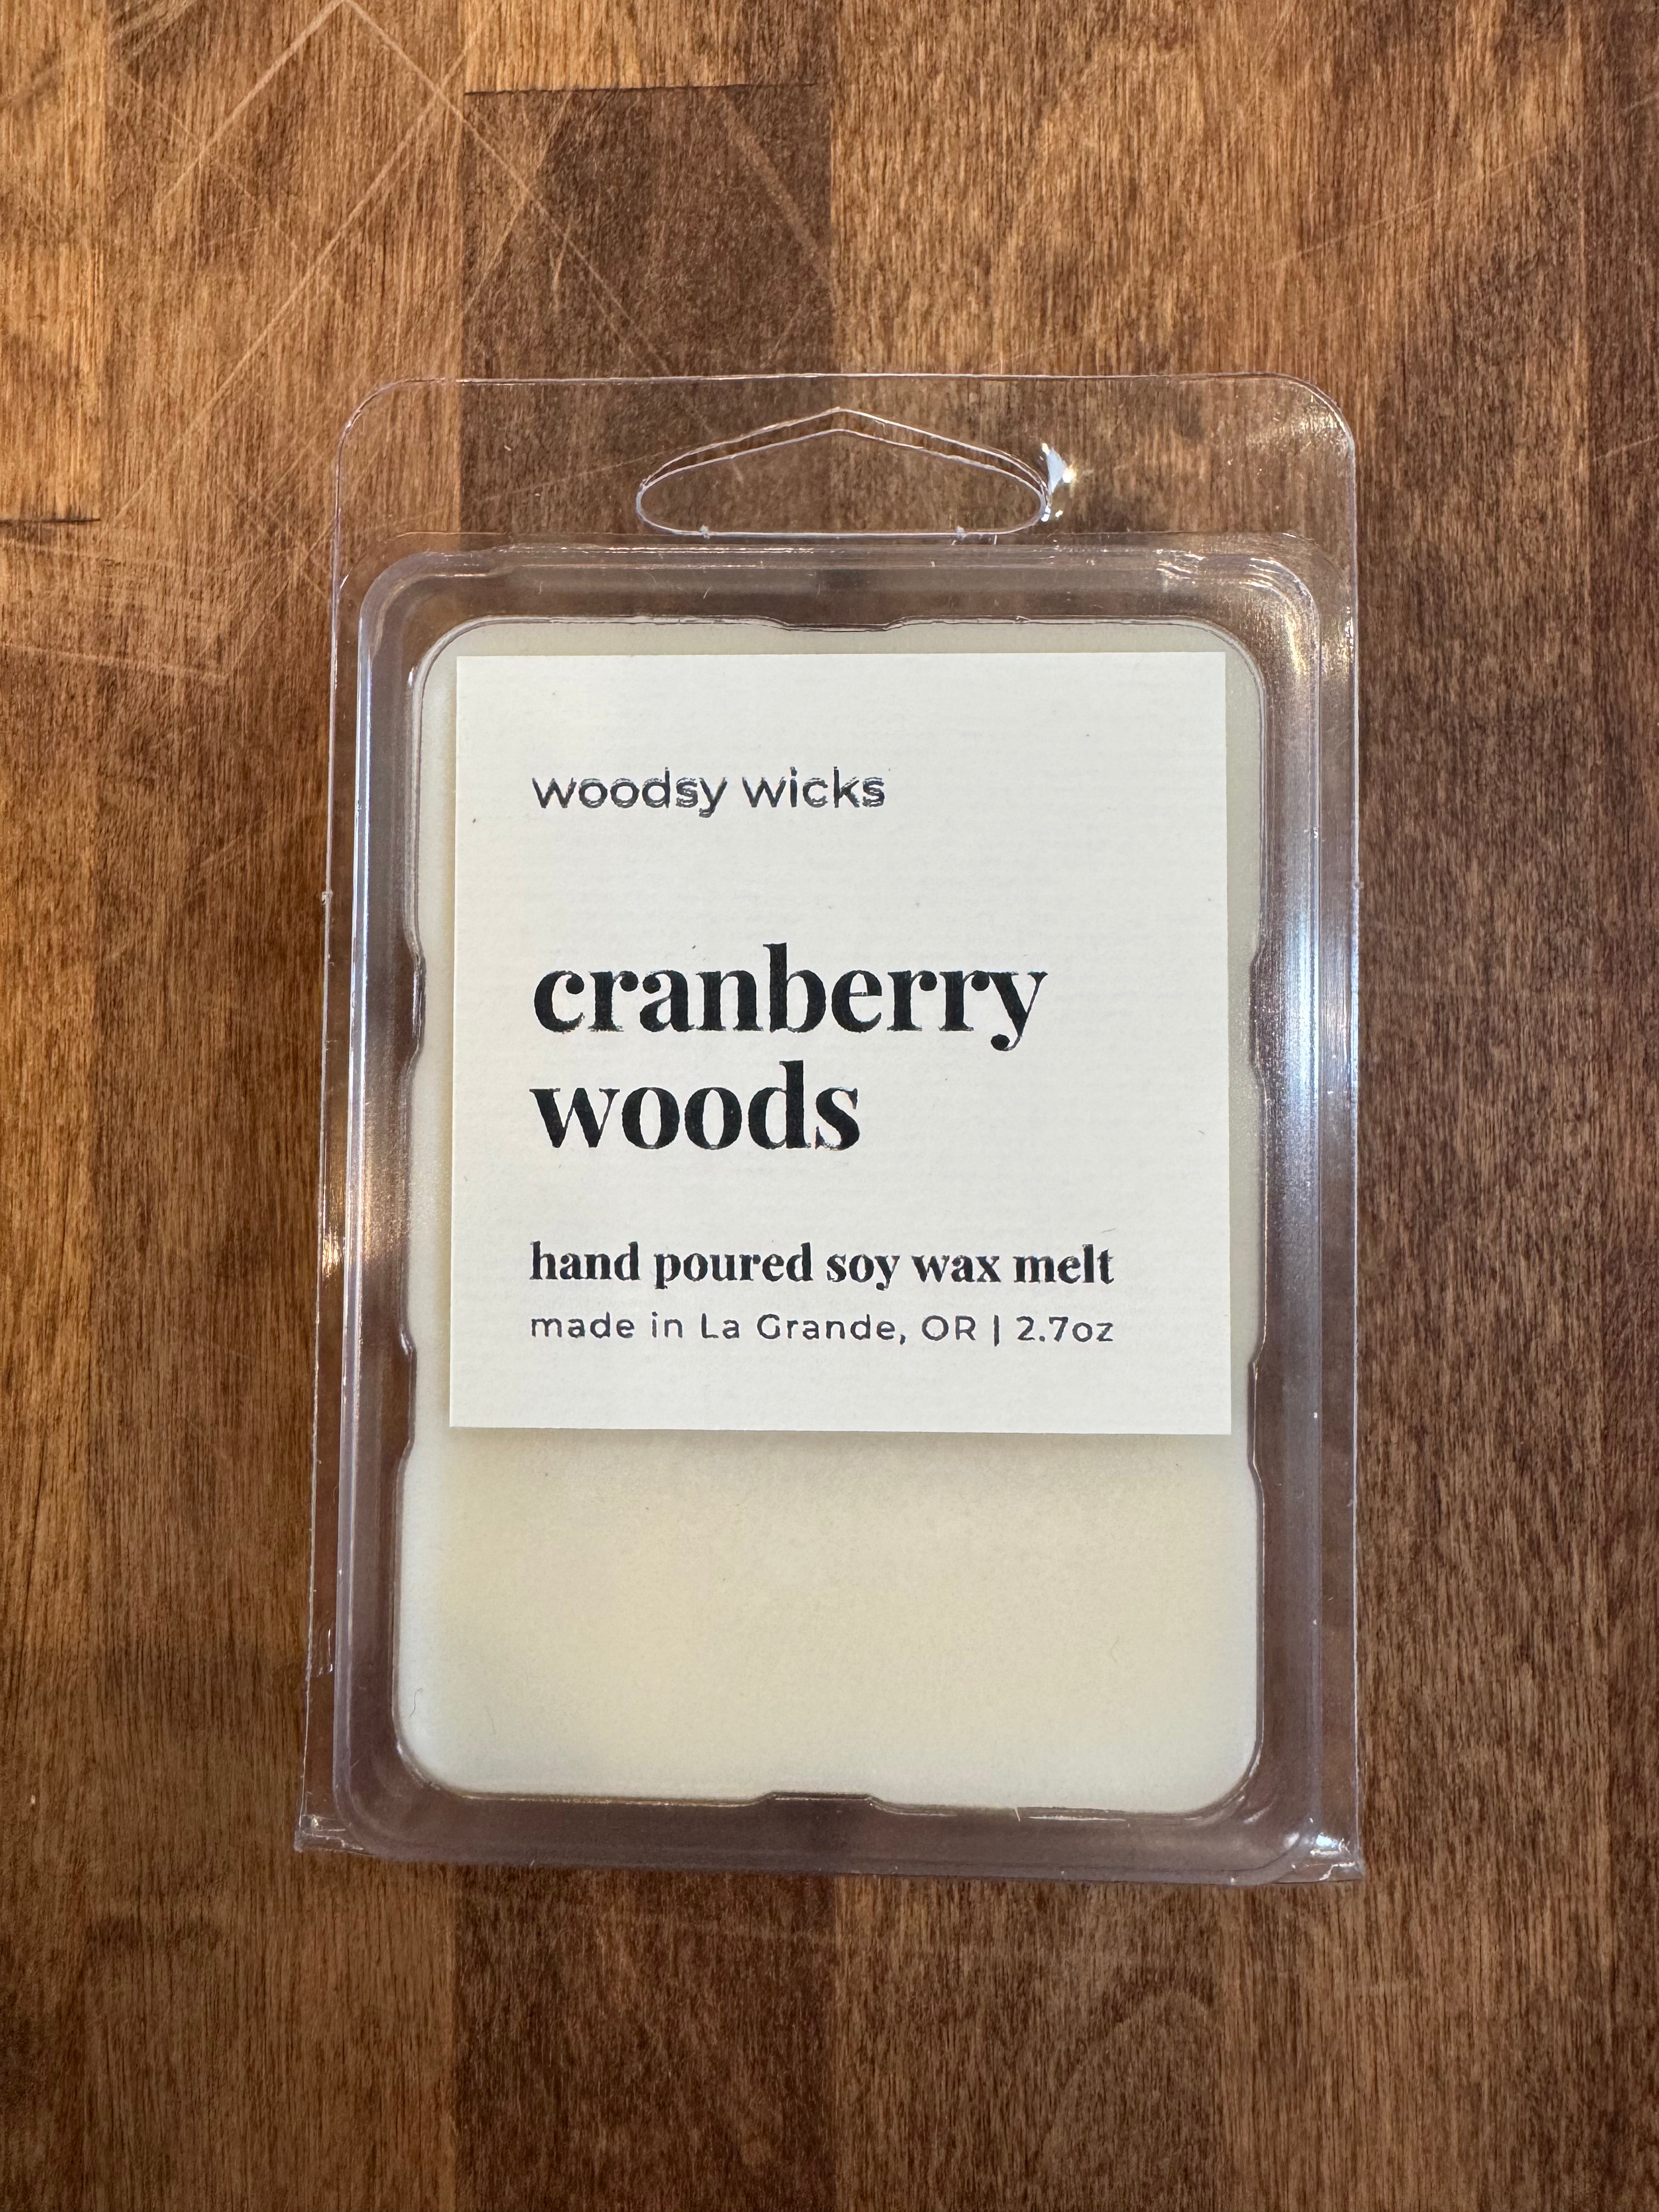 woodsy wicks
cranberry
woods
hand poured soy wax melt
made in La Grande, OR | 2.7oz